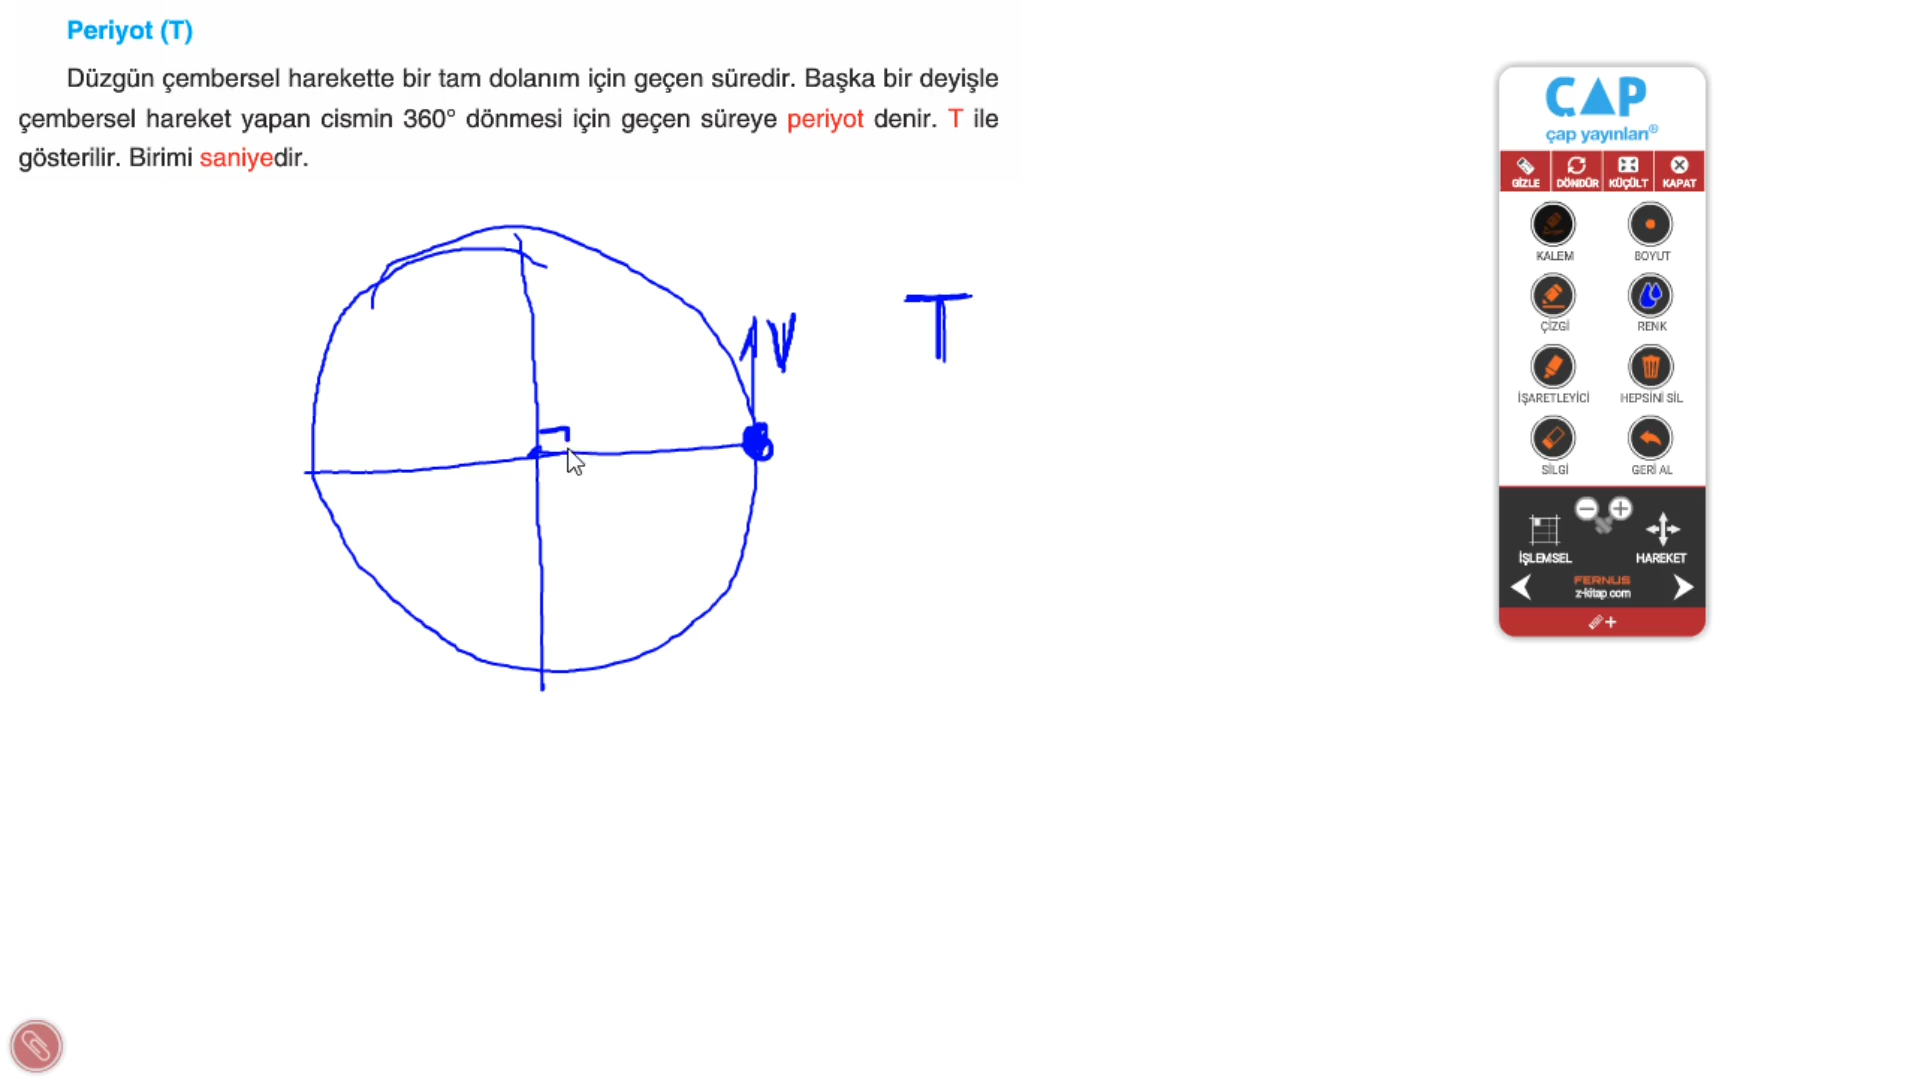 Periyot (T)
Düzgün çembersel harekette bir tam dolanım için geçen süredir. Başka bir deyişle
çembersel hareket yapan cismin 360° dönmesi için geçen süreye periyot denir. T ile
gösterilir. Birimi saniyedir.
V
T
ÇAP
çap yayınları®
GİZLE DÖNDÜR KÜÇÜLT KAPAT
KALEM BOYUT
ÇİZGİ RENK
İŞARETLEYİCİ HEPSİNİ SİL
SİLGİ GERİ AL
İŞLEMSEL HAREKET
FERNUS
z-kitap com